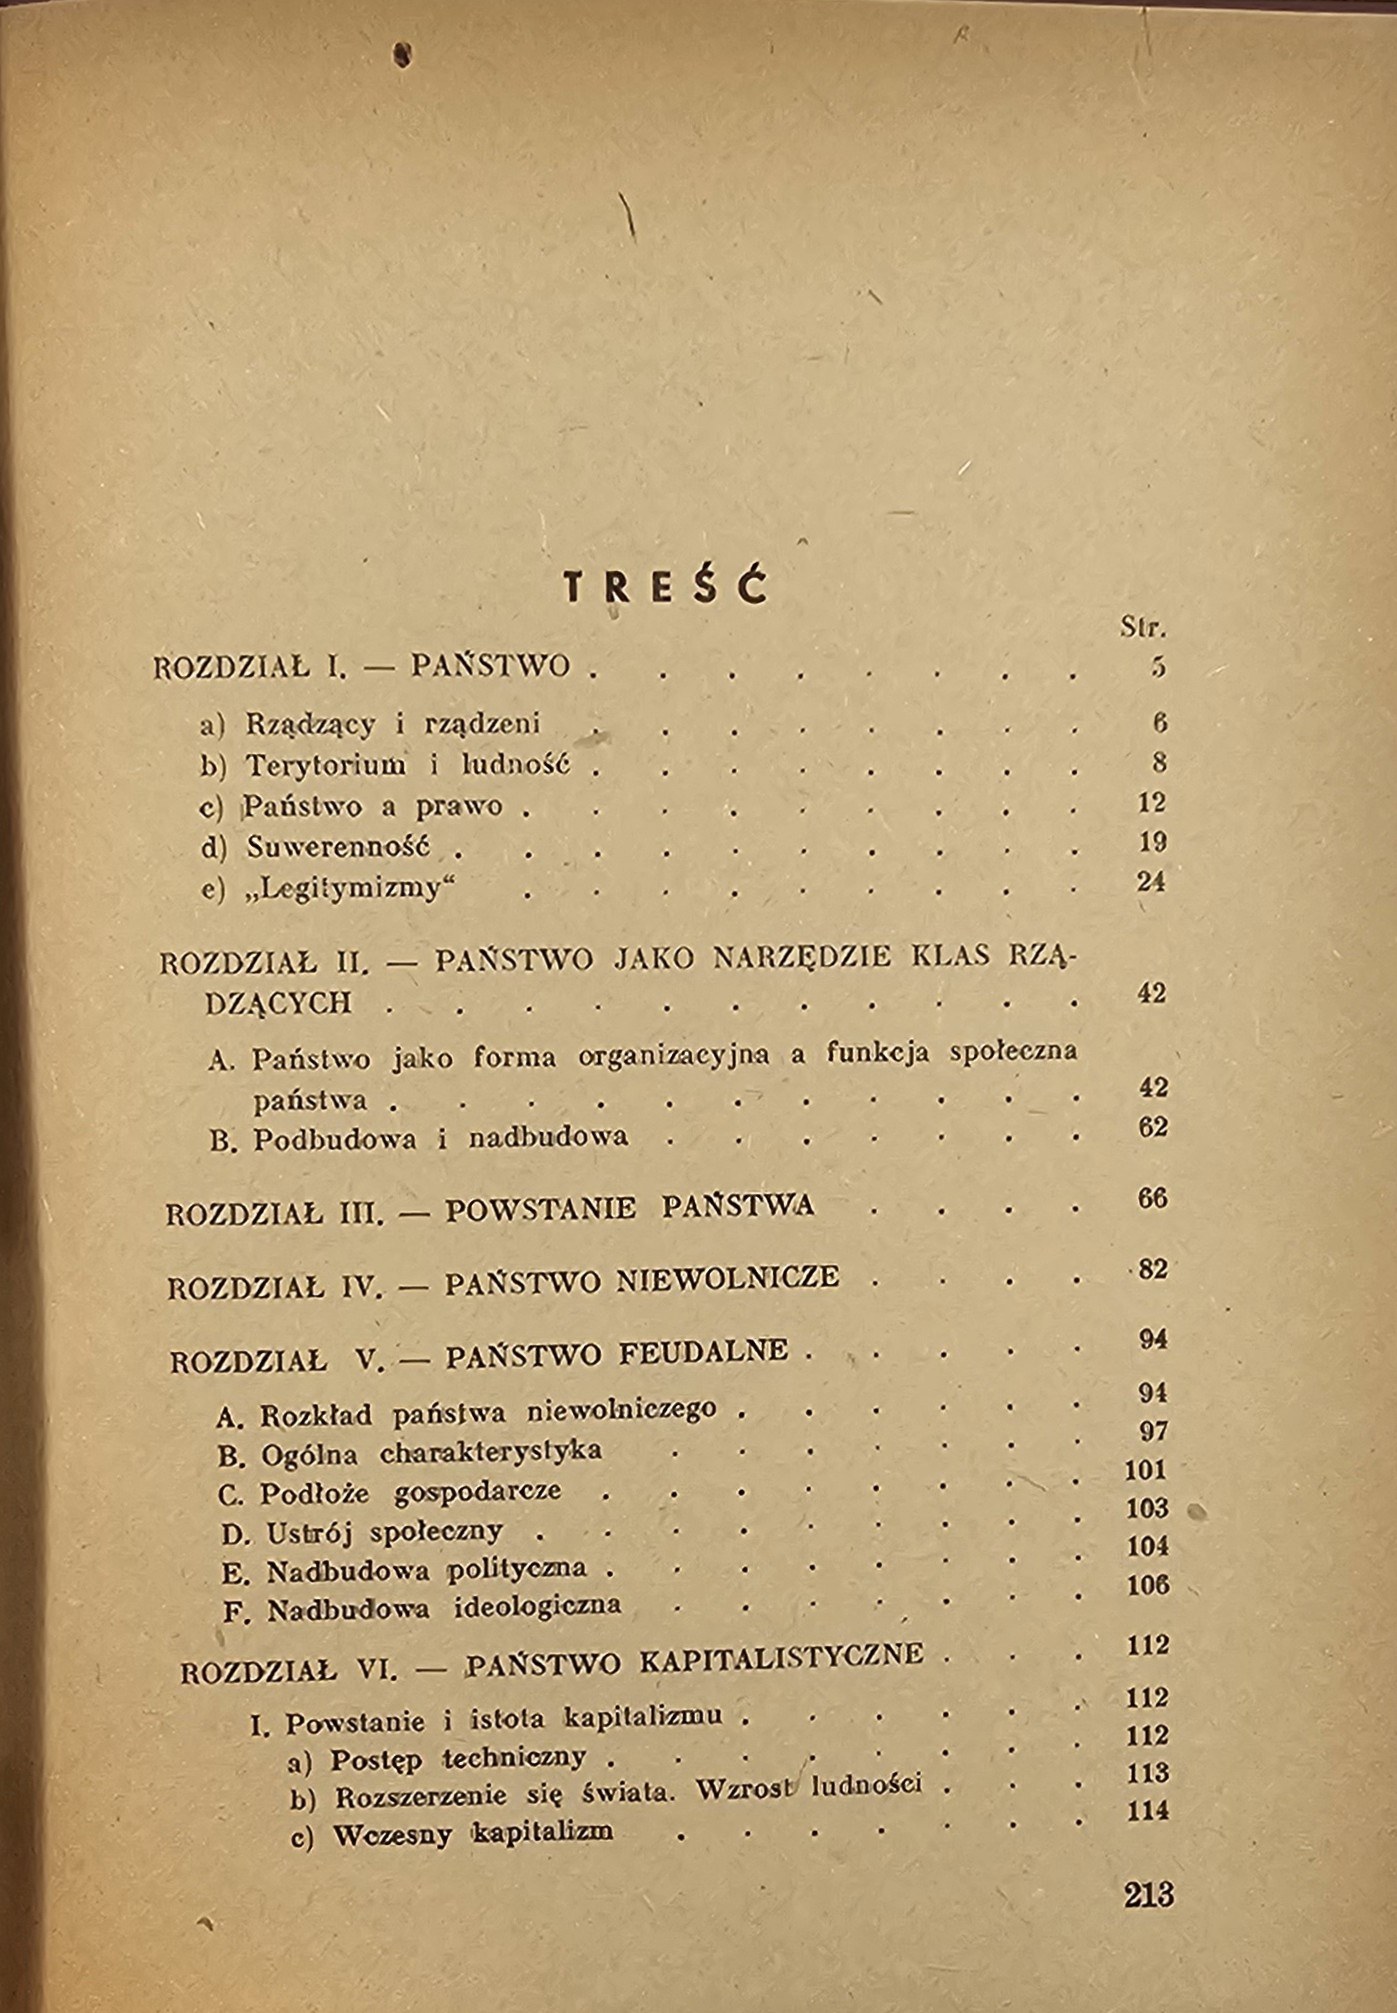 TREŚĆ
Str.
ROZDZIAŁ I. — PAŃSTWO . . . . . . . . 5
a) Rządzący i rządzeni . . . . . . . . 6
b) Terytorium i ludność . . . . . . . . 8
c) Państwo a prawo . . . . . . . . . 12
d) Suwerenność . . . . . . . . . . 19
e) „Legitymizmy“ . . . . . . . . . 24
ROZDZIAŁ II. — PAŃSTWO JAKO NARZĘDZIE KLAS RZĄ-
DZĄCYCH . . . . . . . . . . . 42
A. Państwo jako forma organizacyjna a funkcja społeczna
państwa . . . . . . . . . . . 42
B. Podbudowa i nadbudowa . . . . . . . 62
ROZDZIAŁ III. — POWSTANIE PAŃSTWA . . . . 66
ROZDZIAŁ IV. — PAŃSTWO NIEWOLNICZE . . . . 82
ROZDZIAŁ V. — PAŃSTWO FEUDALNE . . . . . 94
A. Rozkład państwa niewolniczego . . . . . . 94
B. Ogólna charakterystyka . . . . . . . 97
C. Podłoże gospodarcze . . . . . . . . 101
D. Ustrój społeczny . . . . . . . . . 103
E. Nadbudowa polityczna . . . . . . . . 104
F. Nadbudowa ideologiczna . . . . . . . 106
ROZDZIAŁ VI. — PAŃSTWO KAPITALISTYCZNE . . . 112
I. Powstanie i istota kapitalizmu . . . . . . 112
a) Postęp techniczny . . . . . . . . 112
b) Rozszerzenie się świata. Wzrost ludności . . . 113
c) Wczesny kapitalizm . . . . . . . 114
213